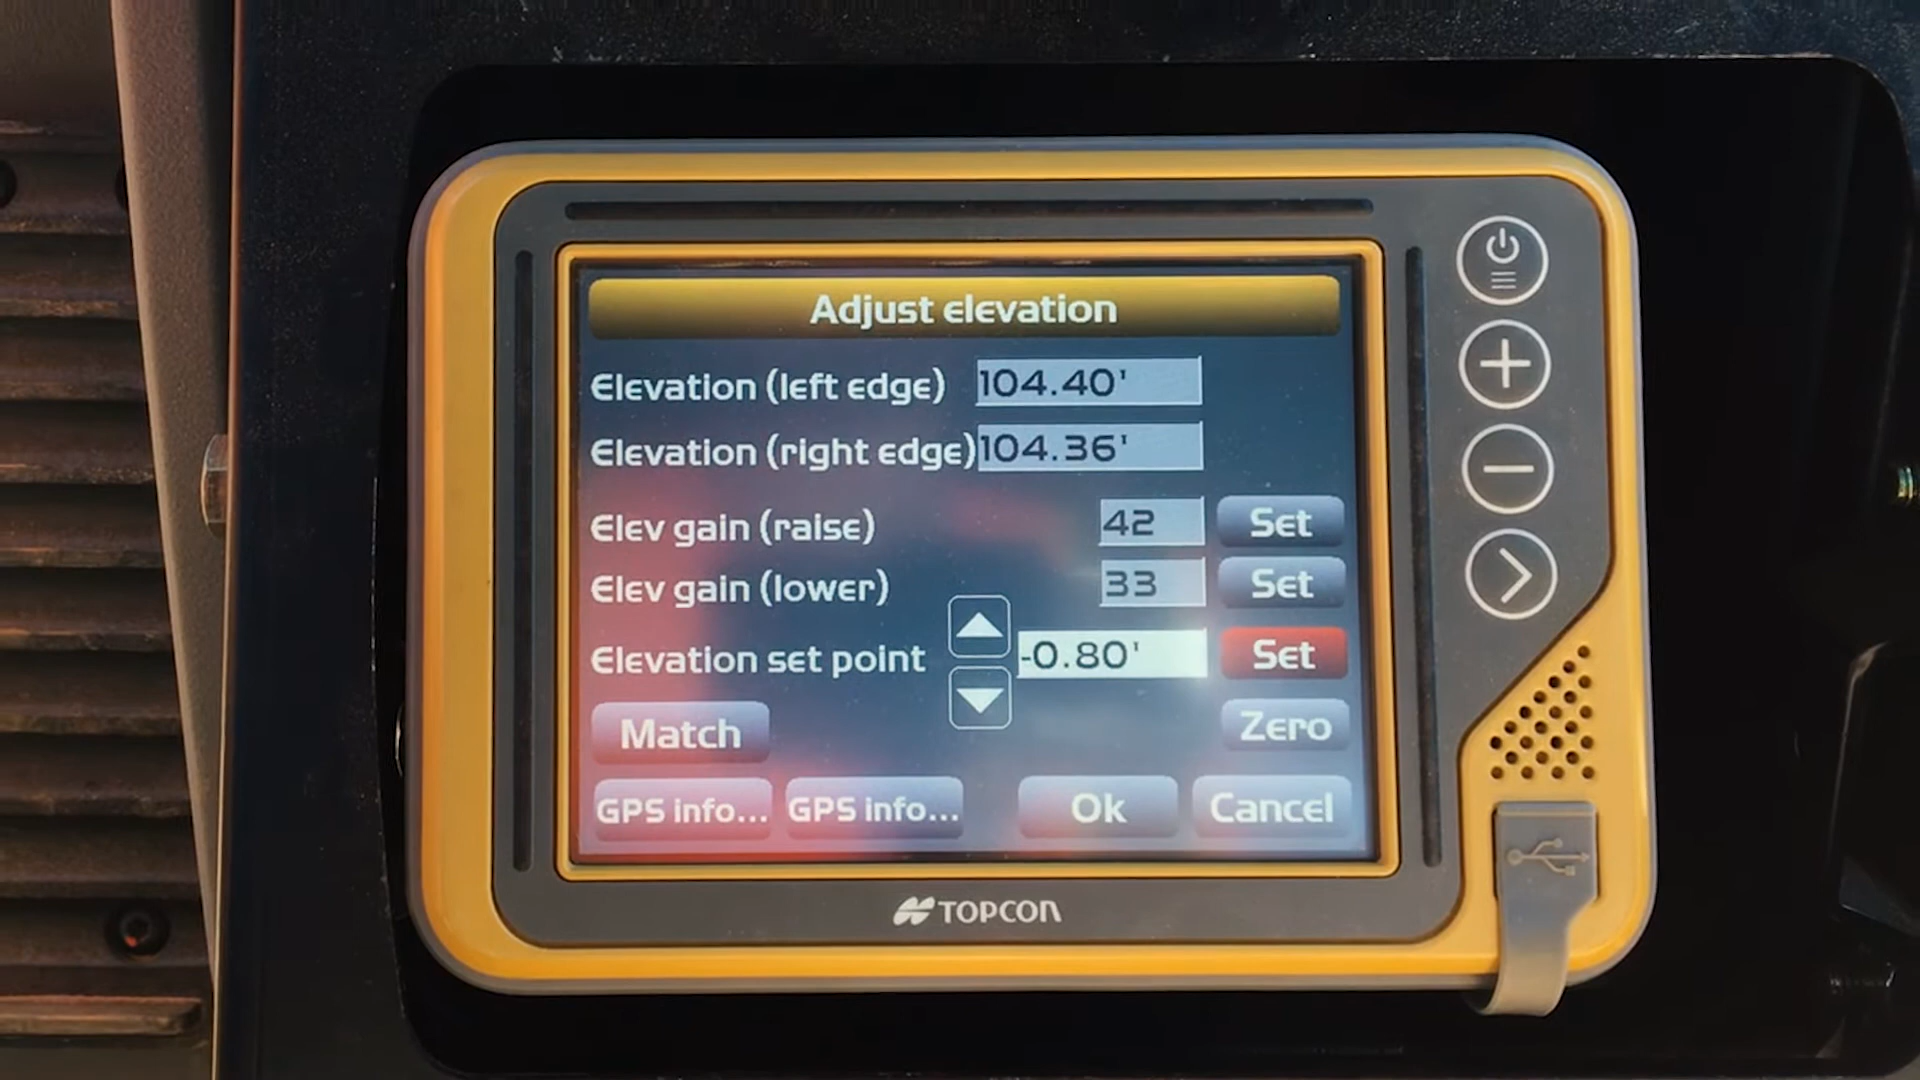 Adjust elevation
Elevation (left edge) 104.40'
Elevation (right edge) 104.36'
Elev gain (raise) 42 Set
Elev gain (lower) 33 Set
Elevation set point -0.80' Set
Match Zero
GPS info... GPS info... Ok Cancel
TOPCON